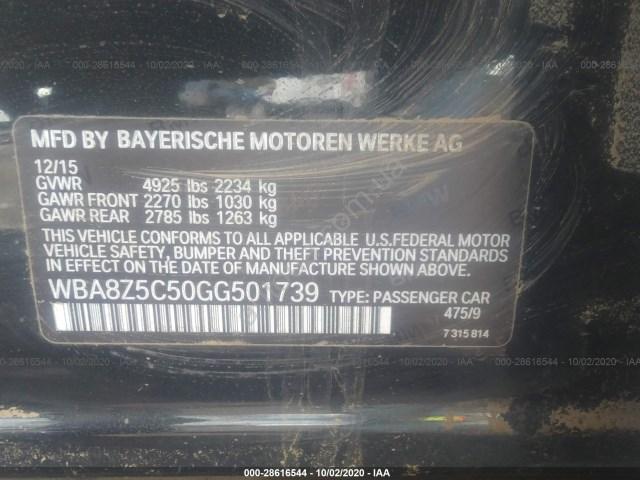 000-28616544 - 10/02/2020 - IAA
MFD BY BAYERISCHE MOTOREN WERKE AG
12/15
GVWR 4925 lbs 2234 kg
GAWR FRONT 2270 lbs 1030 kg
GAWR REAR 2785 lbs 1263 kg
THIS VEHICLE CONFORMS TO ALL APPLICABLE U.S.FEDERAL MOTOR
VEHICLE SAFETY, BUMPER AND THEFT PREVENTION STANDARDS
IN EFFECT ON THE DATE OF MANUFACTURE SHOWN ABOVE.
WBA8Z5C50GG501739 TYPE: PASSENGER CAR
475/9
7 315 814
000-28616544 - 10/02/2020 - IAA
000-28616544 - 10/02/2020 - IAA